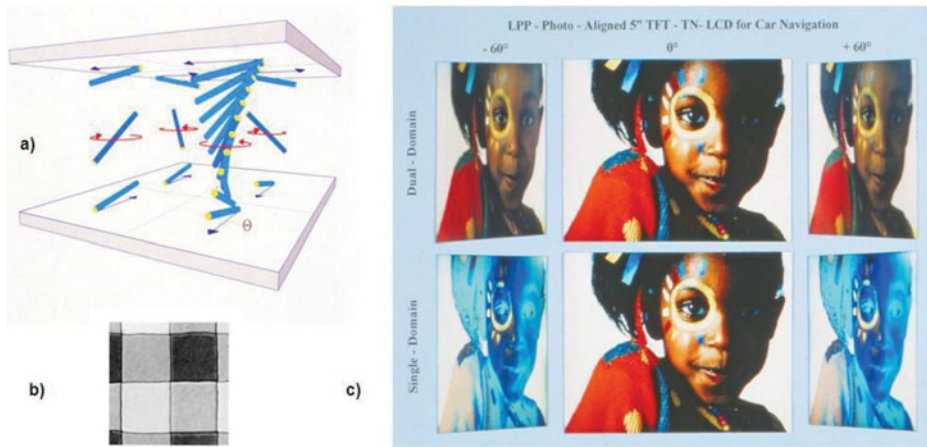 a)
Θ
b)
c)
LPP - Photo - Aligned 5" TFT - TN- LCD for Car Navigation
- 60° 0° + 60°
Dual - Domain
Single - Domain